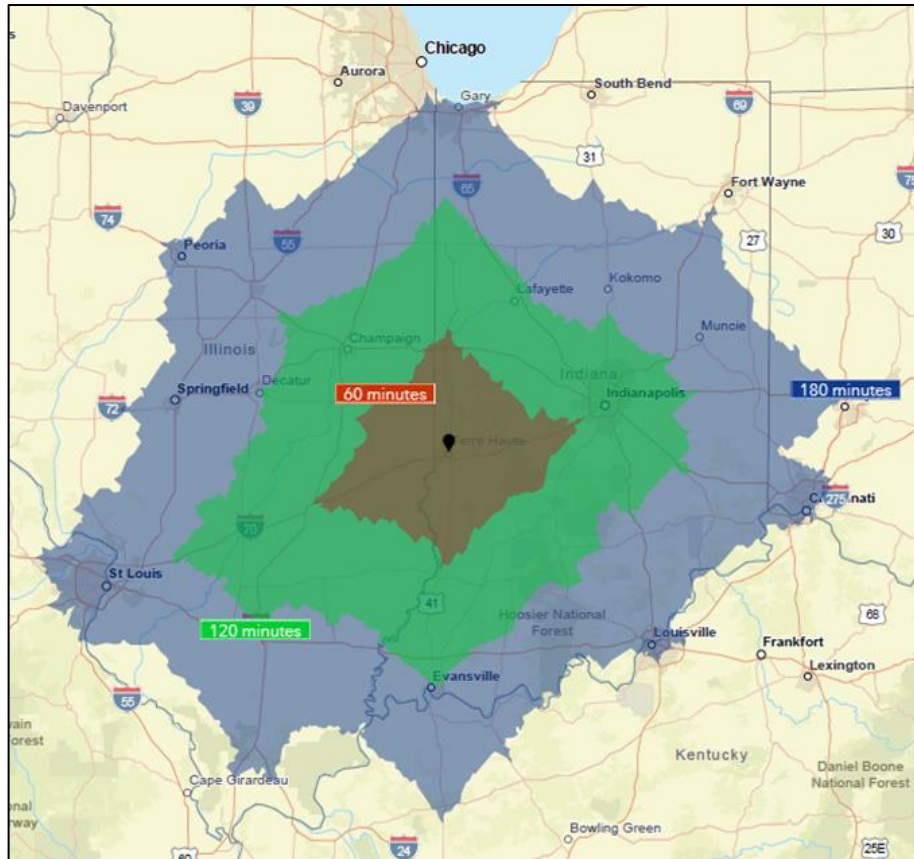 Chicago
Aurora
South Bend
Gary
Davenport
39
69
31
Fort Wayne
65
75
74
27
30
55
Peoria
Kokomo
Lafayette
Muncie
Champaign
Illinois
Indiana
Springfield
Decatur
60 minutes
Indianapolis
180 minutes
72
Terre Haute
275
70
St Louis
41
Hoosier National
Forest
68
120 minutes
Louisville
Frankfort
Lexington
Evansville
55
Kentucky
Daniel Boone
National Forest
Cape Girardeau
Bowling Green
24
25E